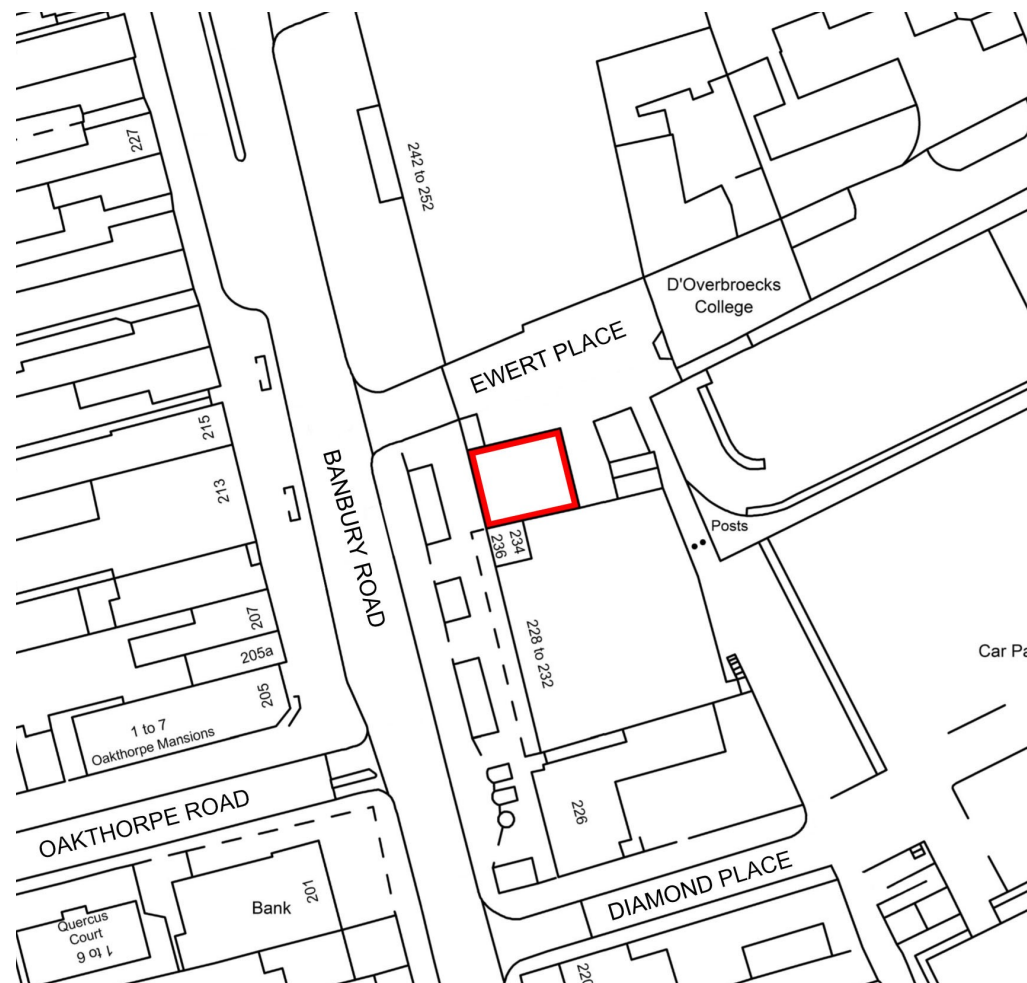 227
242 to 252
D'Overbroecks
College
EWERT PLACE
215
213
BANBURY ROAD
234
236
Posts
207
205a
228 to 232
205
Car Pa
1 to 7
Oakthorpe Mansions
226
OAKTHORPE ROAD
DIAMOND PLACE
201
Bank
Quercus
Court
1 to 6
220